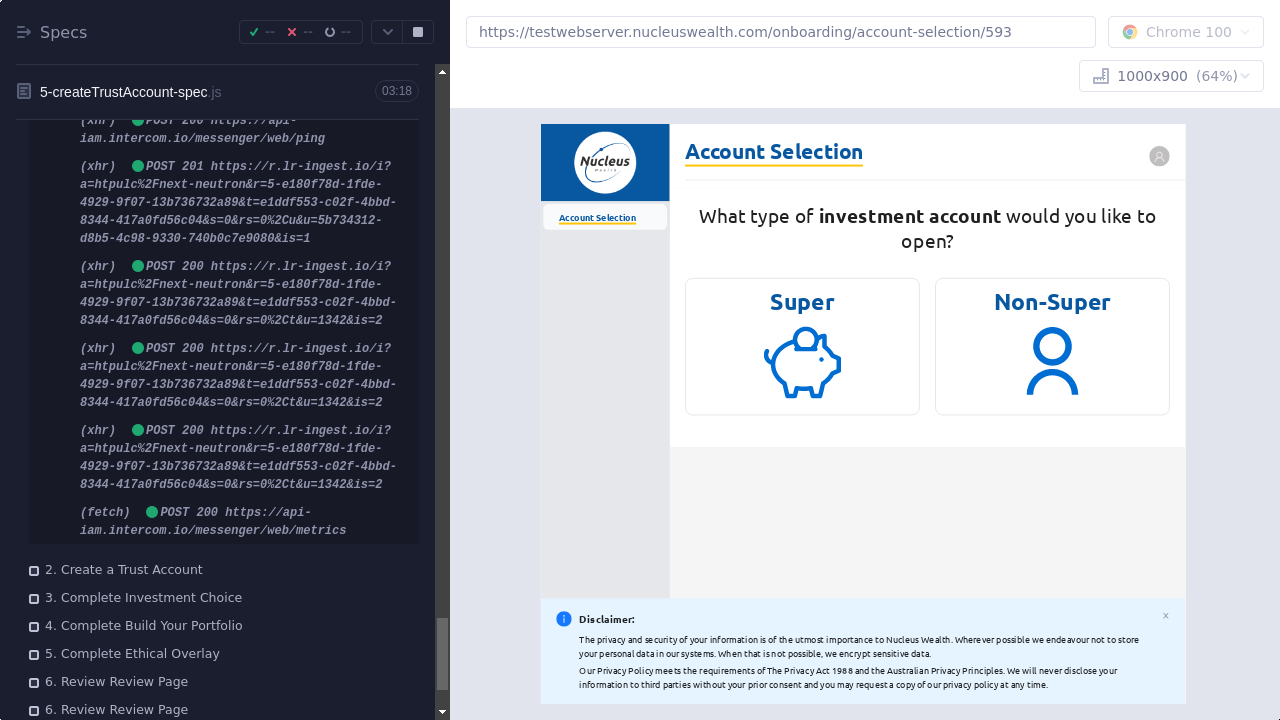 Specs
--
--
--
5-createTrustAccount-spec.js
03:18
(xhr) POST 200 https://api-
iam.intercom.io/messenger/web/ping
(xhr) POST 201 https://r.lr-ingest.io/i?
a=htpulc%2Fnext-neutron&r=5-e180f78d-1fde-
4929-9f07-13b736732a89&t=e1ddf553-c02f-4bbd-
8344-417a0fd56c04&s=0&rs=0%2Cu&u=5b734312-
d8b5-4c98-9330-740b0c7e9080&is=1
(xhr) POST 200 https://r.lr-ingest.io/i?
a=htpulc%2Fnext-neutron&r=5-e180f78d-1fde-
4929-9f07-13b736732a89&t=e1ddf553-c02f-4bbd-
8344-417a0fd56c04&s=0&rs=0%2Ct&u=1342&is=2
(xhr) POST 200 https://r.lr-ingest.io/i?
a=htpulc%2Fnext-neutron&r=5-e180f78d-1fde-
4929-9f07-13b736732a89&t=e1ddf553-c02f-4bbd-
8344-417a0fd56c04&s=0&rs=0%2Ct&u=1342&is=2
(xhr) POST 200 https://r.lr-ingest.io/i?
a=htpulc%2Fnext-neutron&r=5-e180f78d-1fde-
4929-9f07-13b736732a89&t=e1ddf553-c02f-4bbd-
8344-417a0fd56c04&s=0&rs=0%2Ct&u=1342&is=2
(fetch) POST 200 https://api-
iam.intercom.io/messenger/web/metrics
2. Create a Trust Account
3. Complete Investment Choice
4. Complete Build Your Portfolio
5. Complete Ethical Overlay
6. Review Review Page
6. Review Review Page
https://testwebserver.nucleuswealth.com/onboarding/account-selection/593
Chrome 100
1000x900 (64%)
Nucleus
Wealth
Account Selection
Account Selection
What type of investment account would you like to
open?
Super
Non-Super
Disclaimer:
×
The privacy and security of your information is of the utmost importance to Nucleus Wealth. Wherever possible we endeavour not to store
your personal data in our systems. When that is not possible, we encrypt sensitive data.
Our Privacy Policy meets the requirements of The Privacy Act 1988 and the Australian Privacy Principles. We will never disclose your
information to third parties without your prior consent and you may request a copy of our privacy policy at any time.